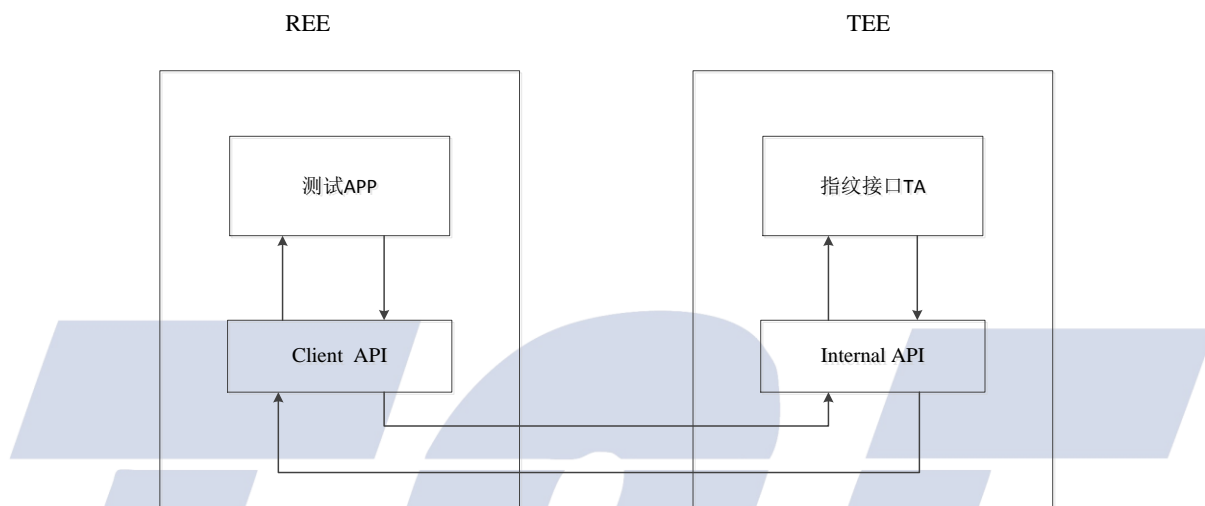 REE
TEE
测试APP
指纹接口TA
Client API
Internal API